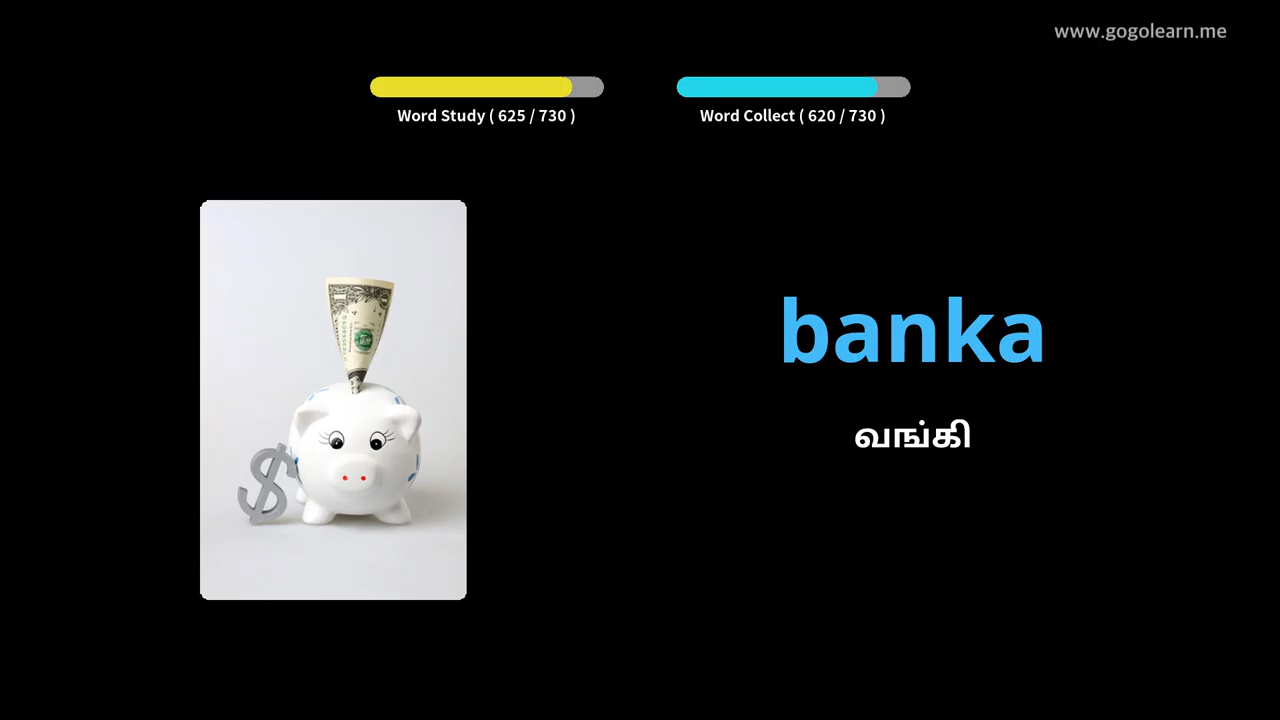 www.gogolearn.me
Word Study ( 625 / 730 )
Word Collect ( 620 / 730 )
banka
வங்கி
$